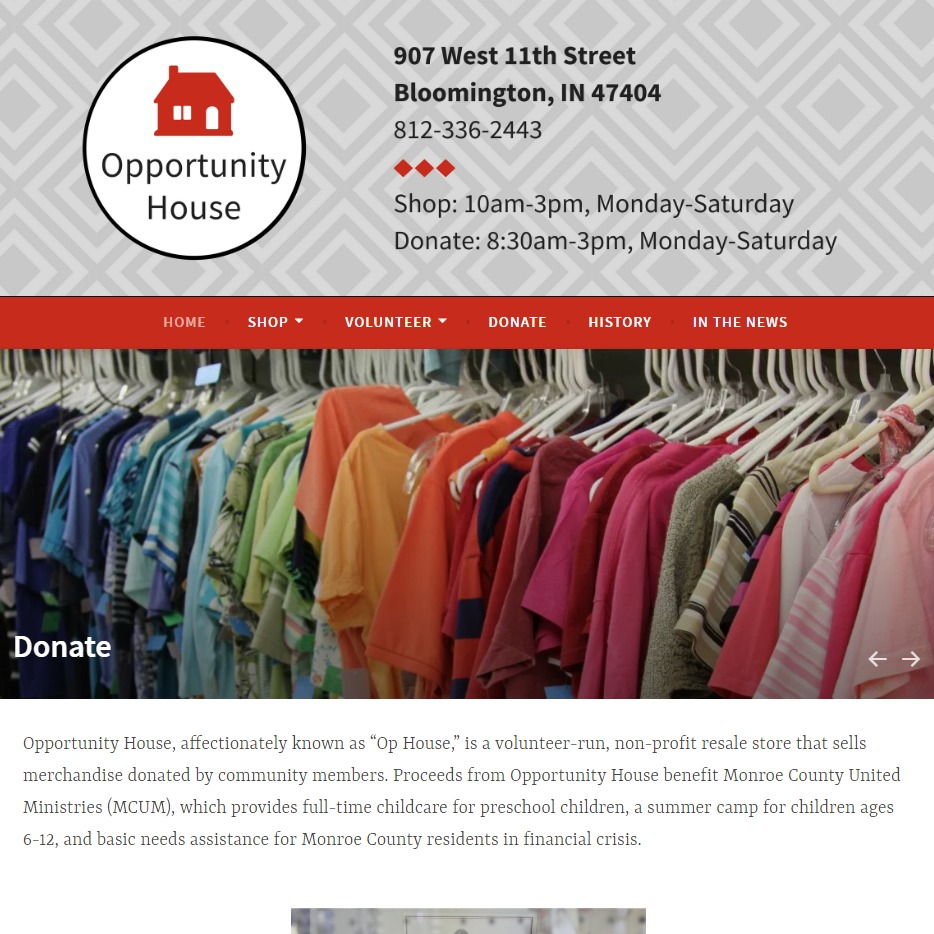 Opportunity
House
907 West 11th Street
Bloomington, IN 47404
812-336-2443
Shop: 10am-3pm, Monday-Saturday
Donate: 8:30am-3pm, Monday-Saturday
HOME SHOP VOLUNTEER DONATE HISTORY IN THE NEWS
Donate
Opportunity House, affectionately known as “Op House,” is a volunteer-run, non-profit resale store that sells
merchandise donated by community members. Proceeds from Opportunity House benefit Monroe County United
Ministries (MCUM), which provides full-time childcare for preschool children, a summer camp for children ages
6-12, and basic needs assistance for Monroe County residents in financial crisis.